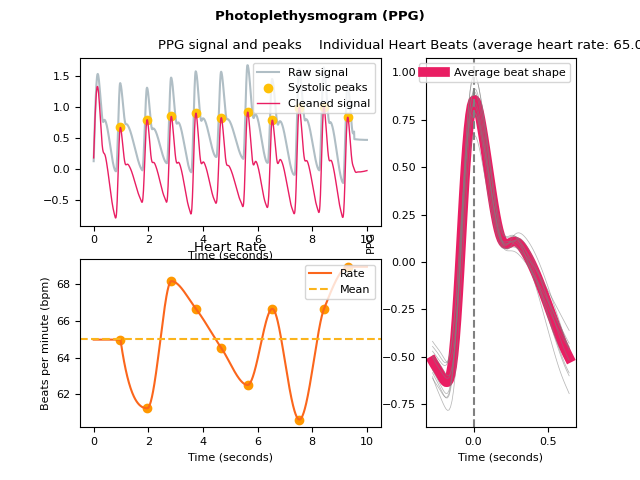 Photoplethysmogram (PPG)
PPG signal and peaks
Individual Heart Beats (average heart rate: 65.0
Raw signal
Systolic peaks
Cleaned signal
1.5
1.0
0.5
0.0
−0.5
0 2 4 6 8 10
Time (seconds)
Heart Rate
Rate
Mean
Beats per minute (bpm)
68
66
64
62
0 2 4 6 8 10
Time (seconds)
Average beat shape
PPG
1.00
0.75
0.50
0.25
0.00
−0.25
−0.50
−0.75
0.0 0.5
Time (seconds)